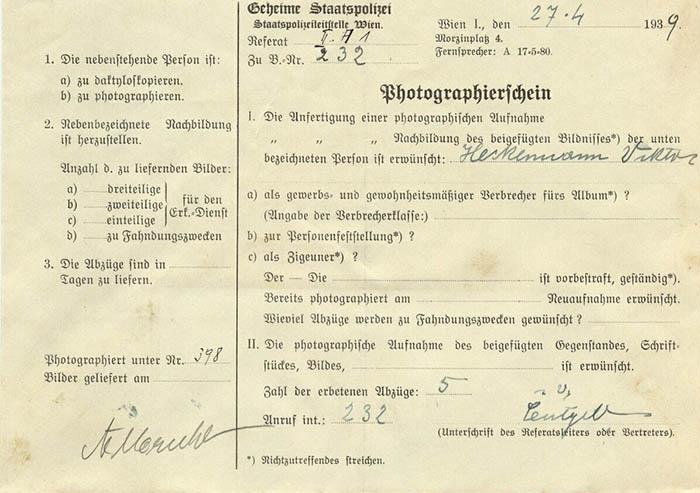 1. Die nebenstehende Person ist:
a) zu daktyloskopieren.
b) zu photographieren.
2. Nebenbezeichnete Nachbildung
ist herzustellen.
Anzahl d. zu liefernden Bilder:
a) dreiteilige
b) zweiteilige
c) einteilige
für den
Erk.-Dienst
d) zu Fahndungszwecken
3. Die Abzüge sind in
Tagen zu liefern.
Photographiert unter Nr. 398
Bilder geliefert am
Geheime Staatspolizei
Staatspolizeileitstelle Wien.
Referat II A 1
Zu B.-Nr. 232
Wien I., den 27.4 1939.
Morzinplatz 4.
Fernsprecher: A 17-5-80.
Photographierschein
I. Die Anfertigung einer photographischen Aufnahme
„ „ „ Nachbildung des beigefügten Bildnisses*) der unten
bezeichneten Person ist erwünscht: Viktor
a) als gewerbs- und gewohnheitsmäßiger Verbrecher fürs Album*) ?
(Angabe der Verbrecherklasse:)
b) zur Personenfeststellung*) ?
c) als Zigeuner*) ?
Der — Die ist vorbestraft, geständig*).
Bereits photographiert am Neuaufnahme erwünscht.
Wieviel Abzüge werden zu Fahndungszwecken gewünscht ?
II. Die photographische Aufnahme des beigefügten Gegenstandes, Schrift-
stückes, Bildes, ist erwünscht.
Zahl der erbetenen Abzüge: 5
Anruf int.: 232
(Unterschrift des Referatsleiters oder Vertreters).
*) Nichtzutreffendes streichen.